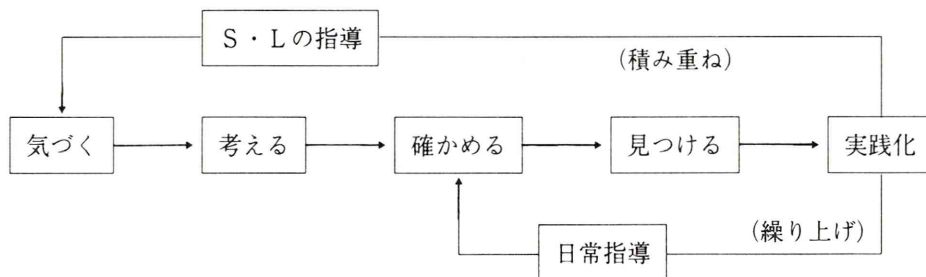 S・Lの指導
(積み重ね)
気づく
考える
確かめる
見つける
実践化
(繰り上げ)
日常指導